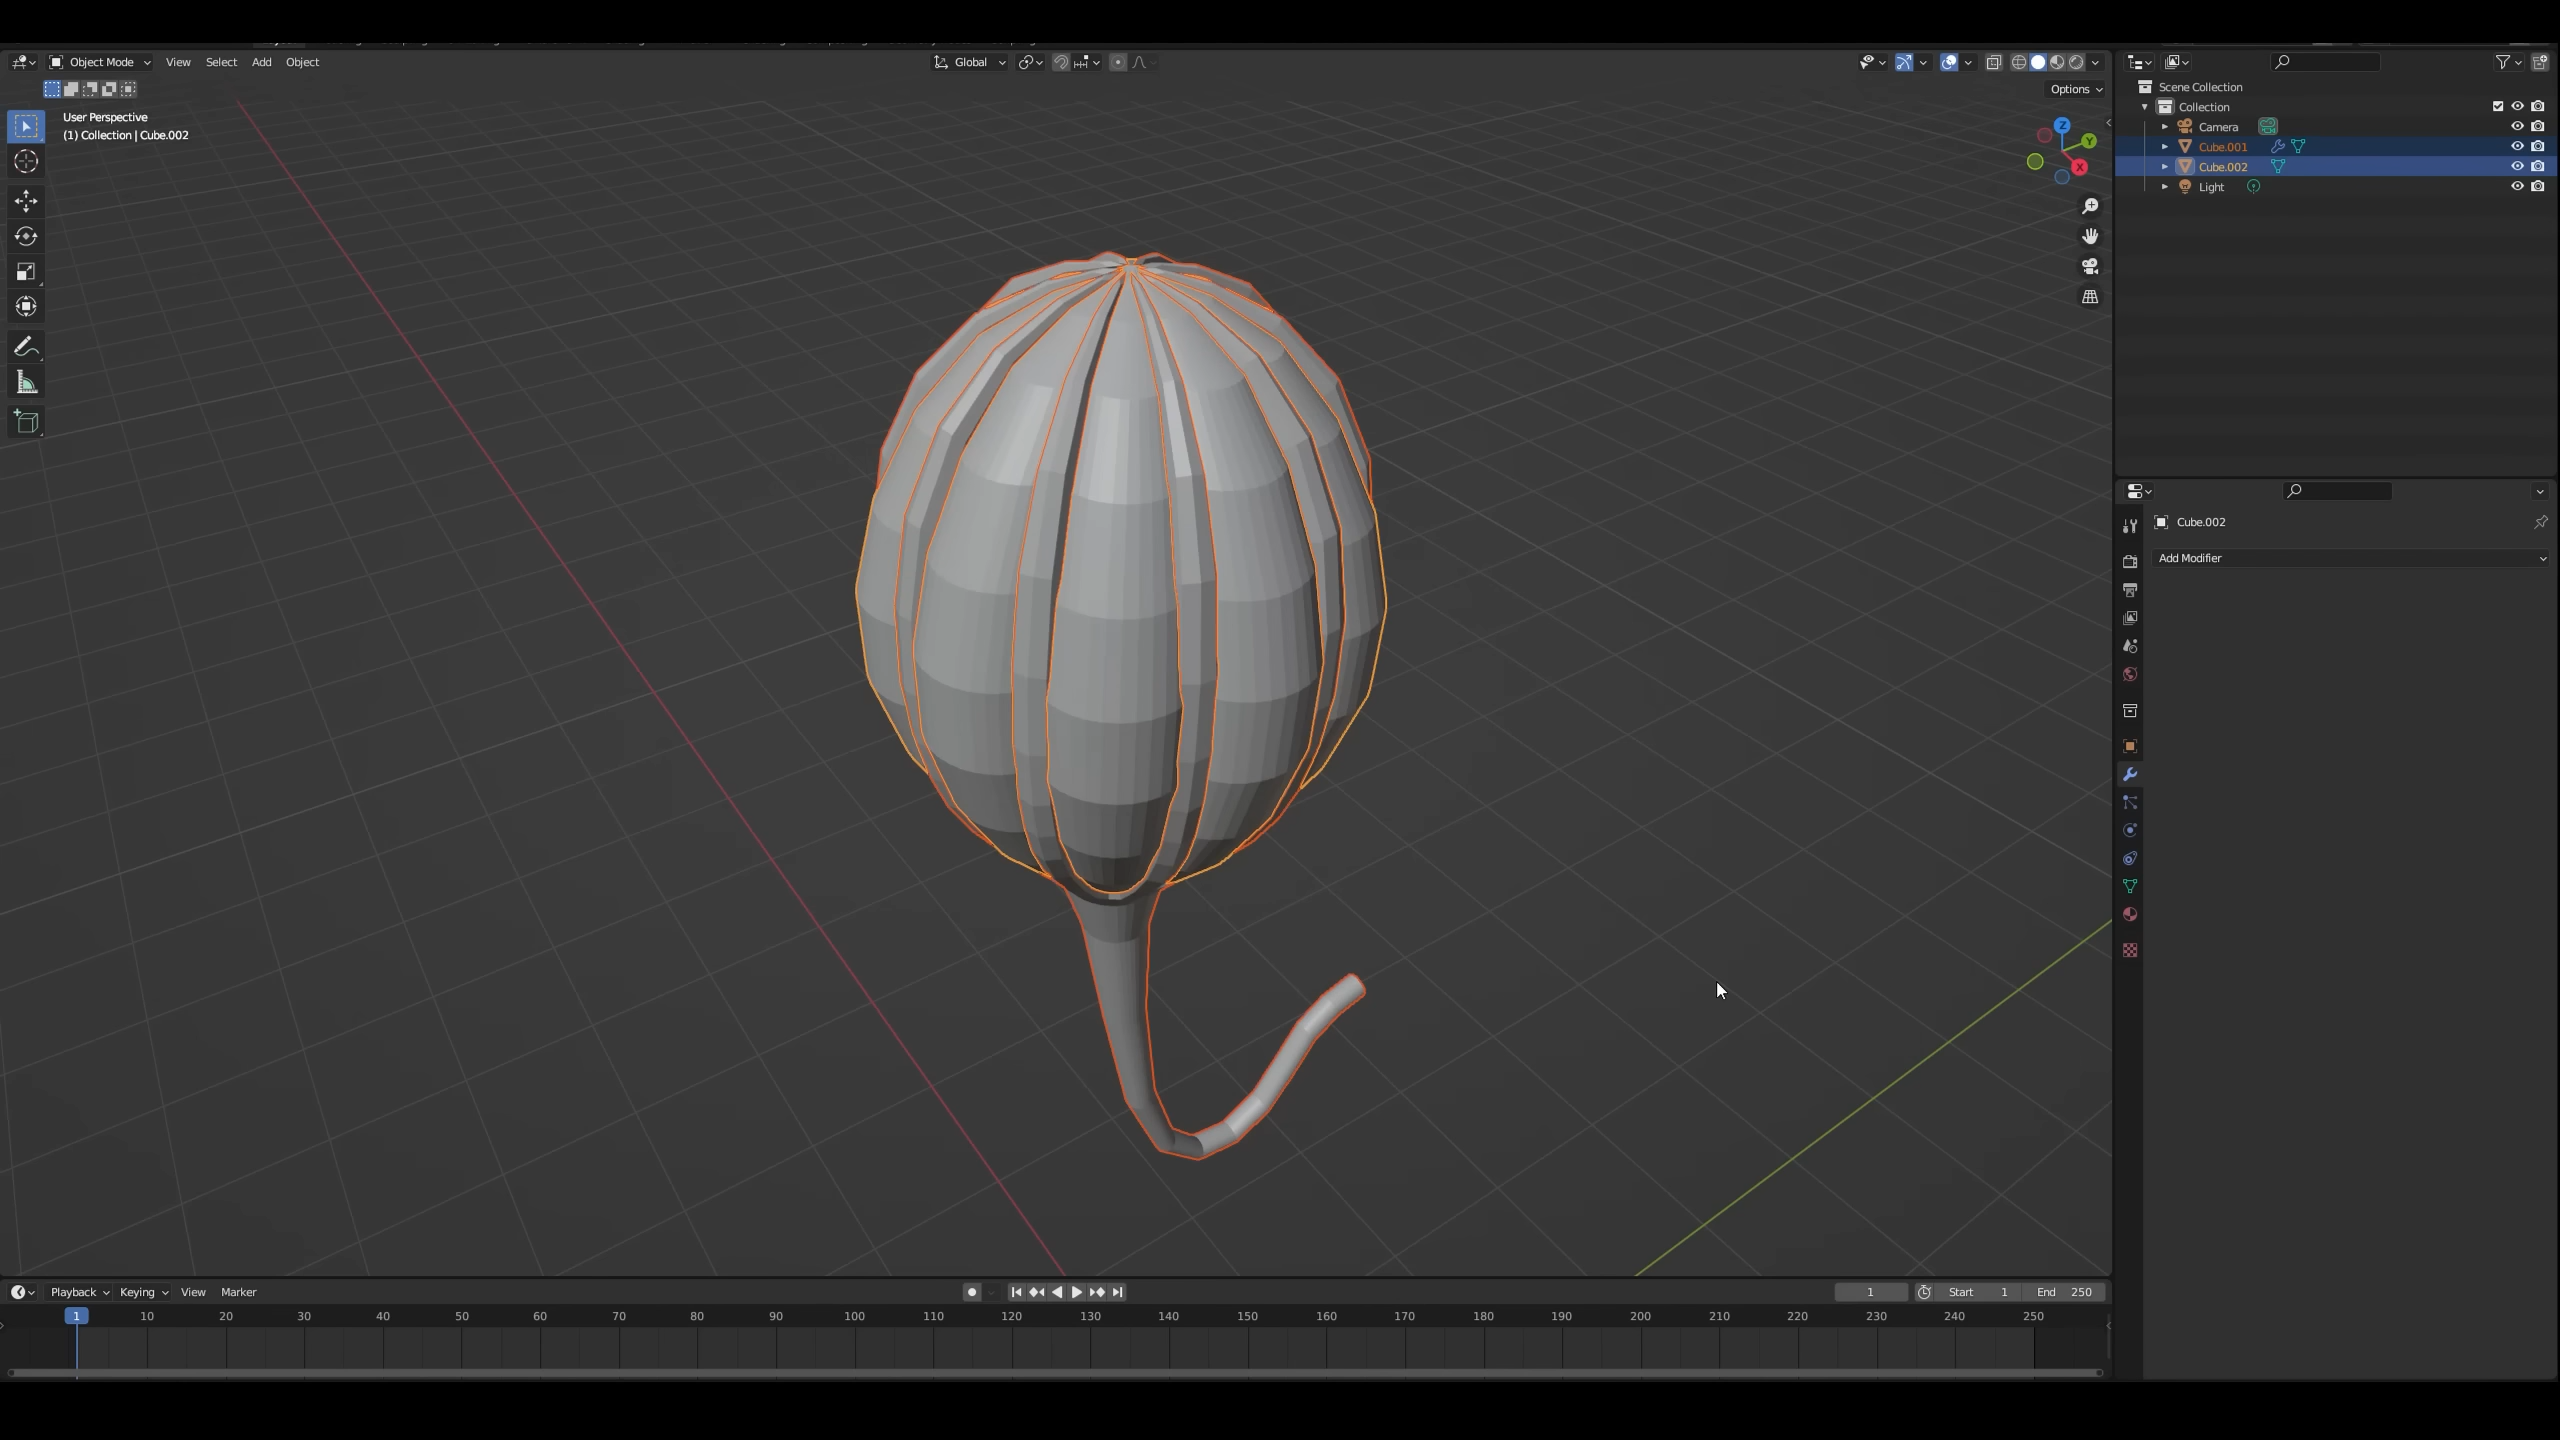 Object Mode View Select Add Object Global
Options
User Perspective
(1) Collection | Cube.002
Z
Y
X
Scene Collection
Collection
Camera
Cube.001
Cube.002
Light
Cube.002
Add Modifier
Playback Keying View Marker 1 Start 1 End 250
1 10 20 30 40 50 60 70 80 90 100 110 120 130 140 150 160 170 180 190 200 210 220 230 240 250